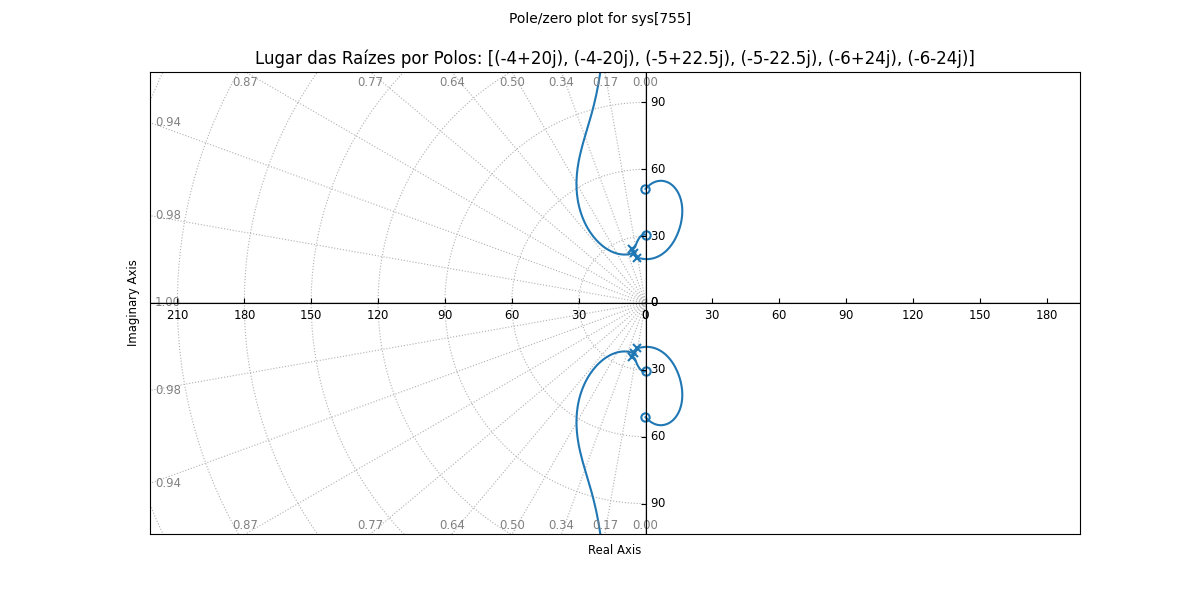 Pole/zero plot for sys[755]
Lugar das Raízes por Polos: [(-4+20j), (-4-20j), (-5+22.5j), (-5-22.5j), (-6+24j), (-6-24j)]
0.87 0.77 0.64 0.50 0.34 0.17 0.00
90
0.94
60
0.98
30
1.00 0
210 180 150 120 90 60 30 0 30 60 90 120 150 180
30
0.98
60
0.94
90
0.87 0.77 0.64 0.50 0.34 0.17 0.00
Imaginary Axis
Real Axis